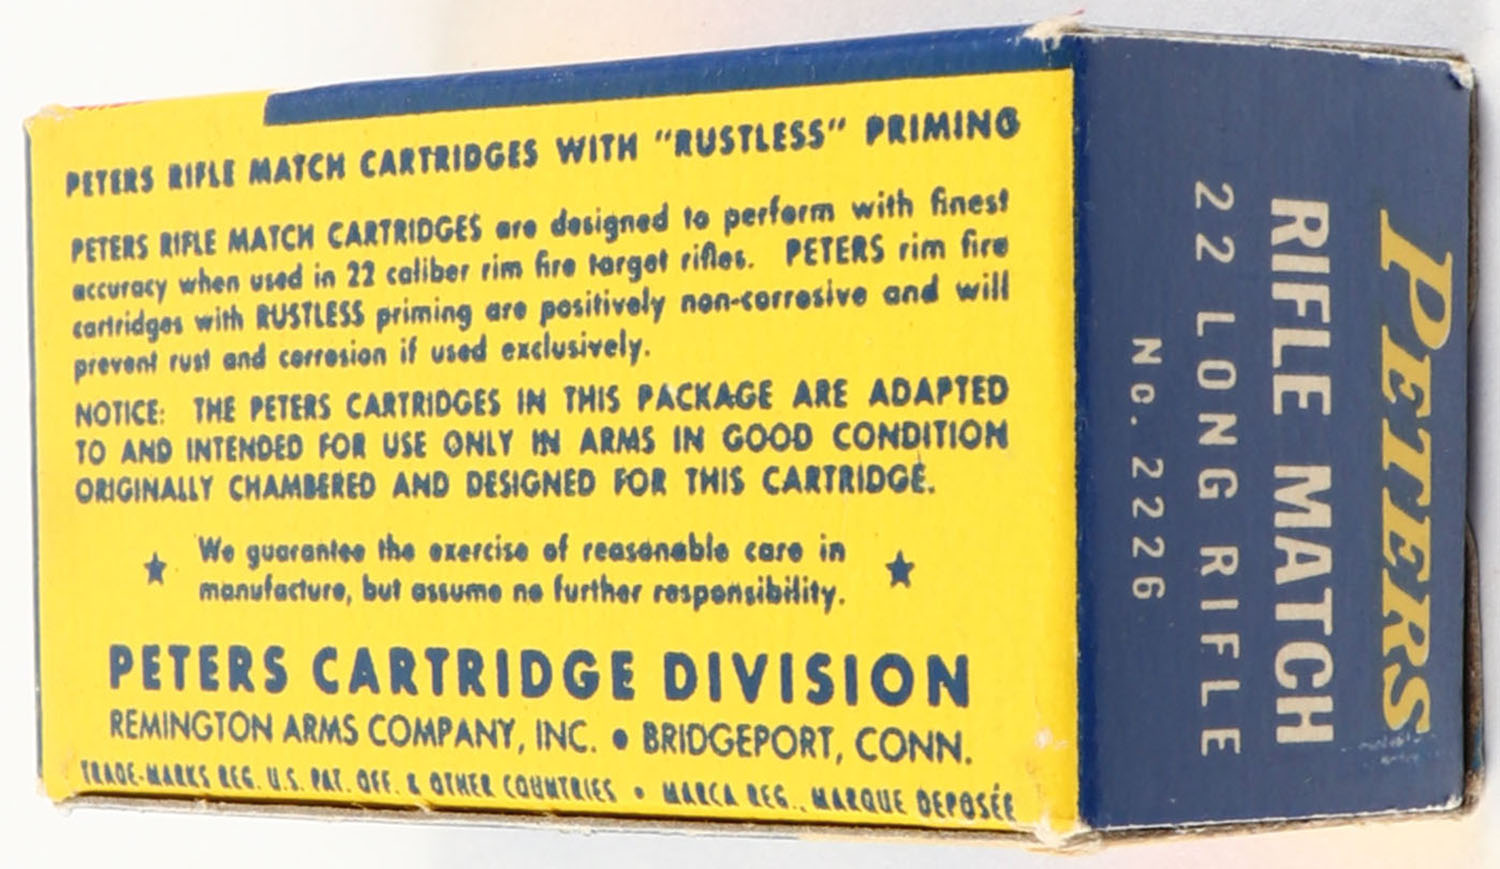 PETERS RIFLE MATCH CARTRIDGES WITH "RUSTLESS" PRIMING
PETERS RIFLE MATCH CARTRIDGES are designed to perform with finest
accuracy when used in 22 caliber rim fire target rifles. PETERS rim fire
cartridges with RUSTLESS priming are positively non-corrosive and will
prevent rust and corrosion if used exclusively.
NOTICE: THE PETERS CARTRIDGES IN THIS PACKAGE ARE ADAPTED
TO AND INTENDED FOR USE ONLY IN ARMS IN GOOD CONDITION
ORIGINALLY CHAMBERED AND DESIGNED FOR THIS CARTRIDGE.
★ We guarantee the exercise of reasonable care in ★
manufacture, but assume no further responsibility.
PETERS CARTRIDGE DIVISION
REMINGTON ARMS COMPANY, INC. • BRIDGEPORT, CONN.
TRADE-MARKS REG. U.S. PAT. OFF. & OTHER COUNTRIES • MARCA REG., MARQUE DEPOSÉE
PETERS
RIFLE MATCH
22 LONG RIFLE
No. 2226